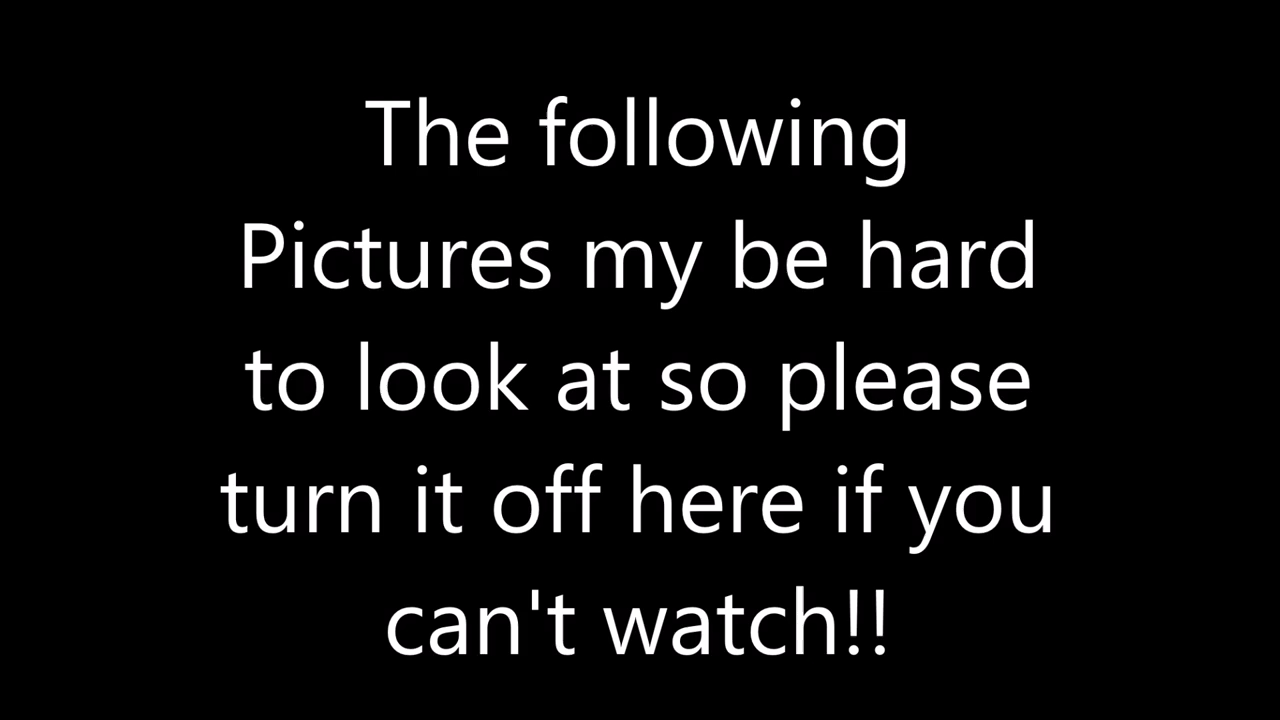 The following
Pictures my be hard
to look at so please
turn it off here if you
can't watch!!